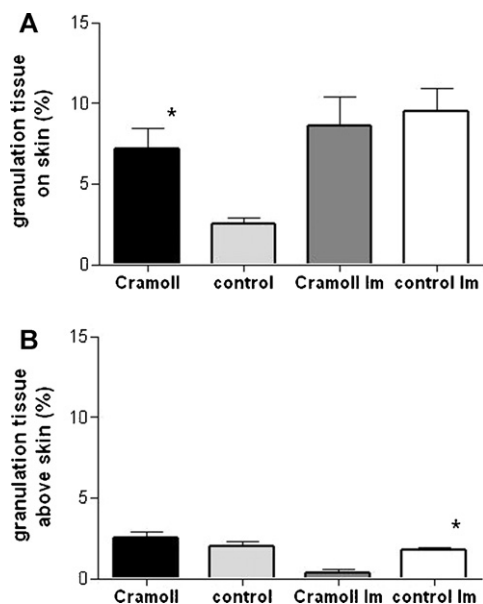 A
granulation tissue
on skin (%)
15
10
5
0
*
Cramoll control Cramoll Im control Im
B
granulation tissue
above skin (%)
15
10
5
0
*
Cramoll control Cramoll Im control Im